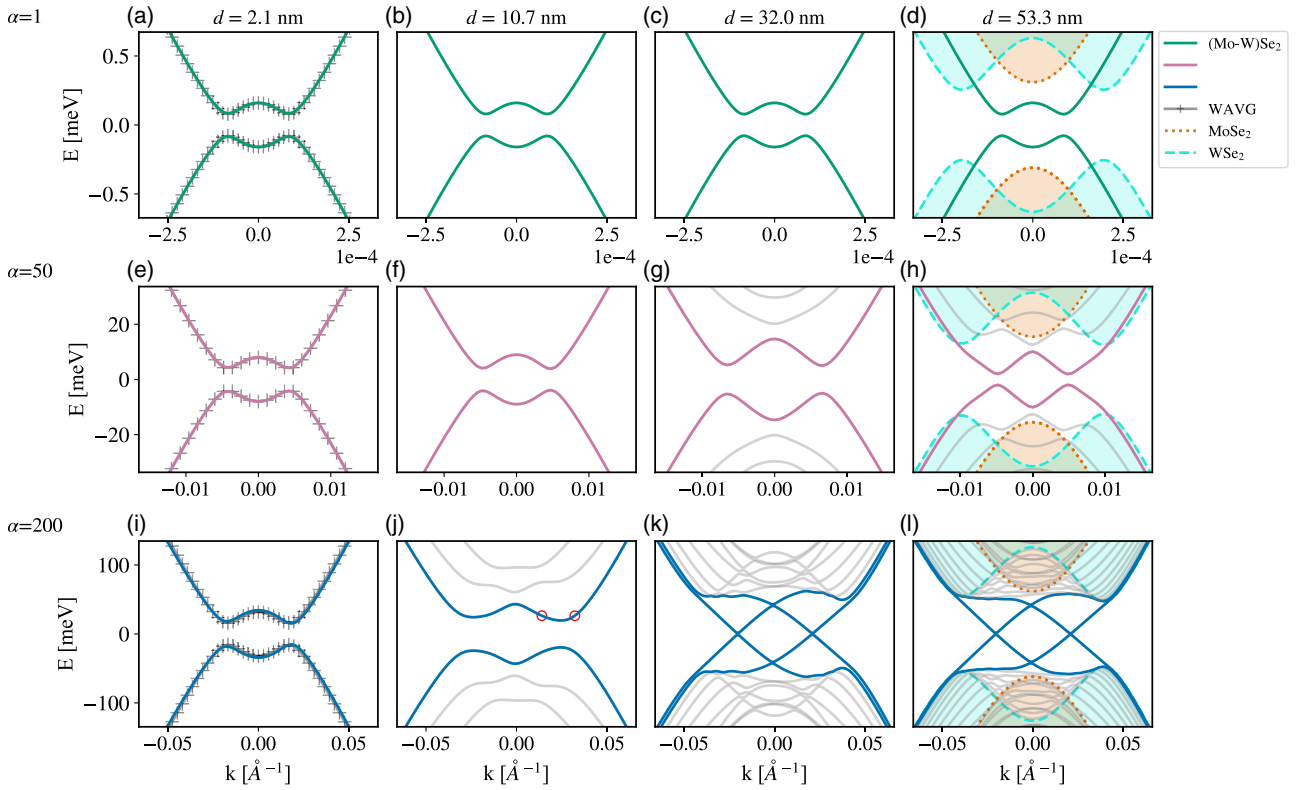 α=1
(a) d = 2.1 nm
(b) d = 10.7 nm
(c) d = 32.0 nm
(d) d = 53.3 nm
E [meV]
0.5
0.0
−0.5
−2.5 0.0 2.5
1e−4
−2.5 0.0 2.5
1e−4
−2.5 0.0 2.5
1e−4
−2.5 0.0 2.5
1e−4
(Mo-W)Se₂
WAVG
MoSe₂
WSe₂
α=50
(e)
(f)
(g)
(h)
E [meV]
20
0
−20
−0.01 0.00 0.01
−0.01 0.00 0.01
−0.01 0.00 0.01
−0.01 0.00 0.01
α=200
(i)
(j)
(k)
(l)
E [meV]
100
0
−100
−0.05 0.00 0.05
−0.05 0.00 0.05
−0.05 0.00 0.05
−0.05 0.00 0.05
k [Å⁻¹]
k [Å⁻¹]
k [Å⁻¹]
k [Å⁻¹]